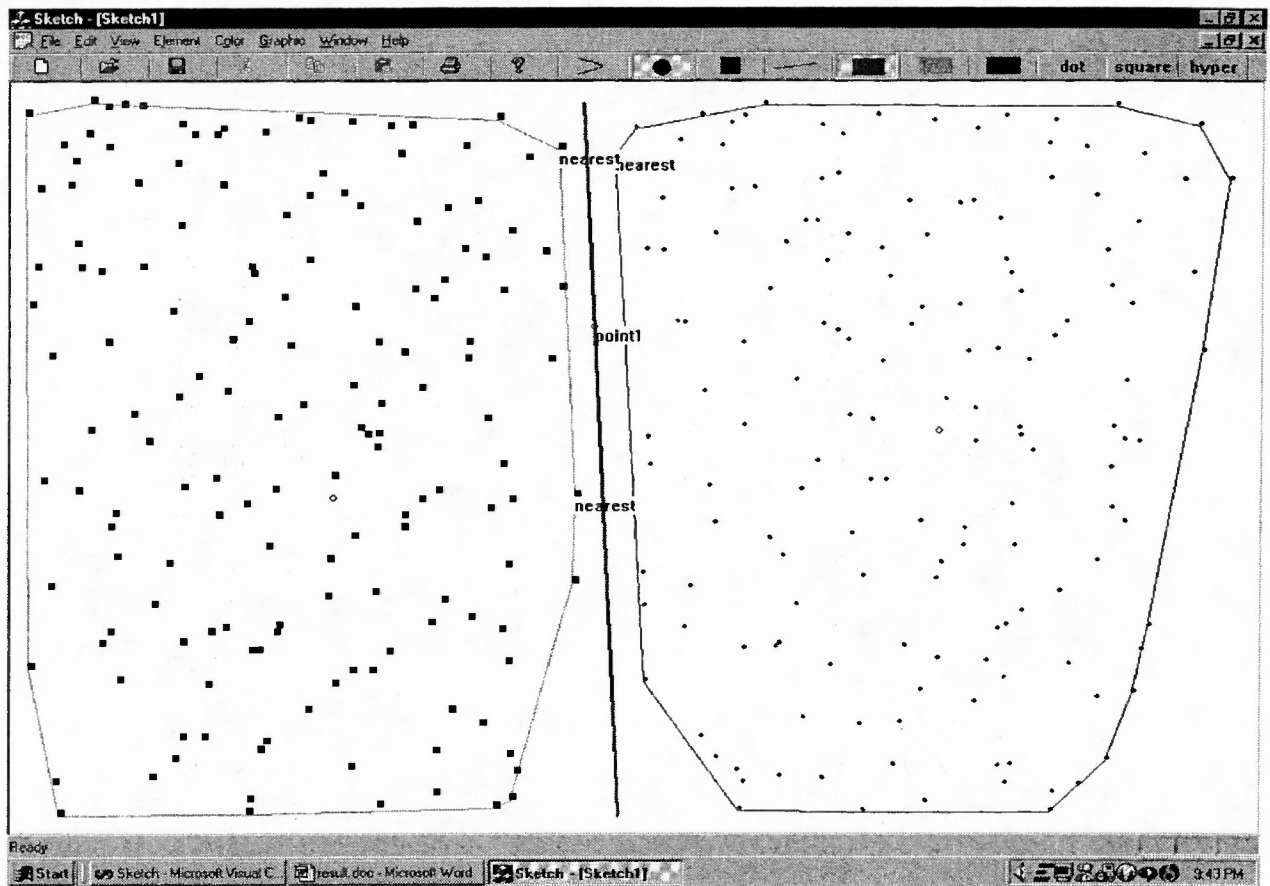 Sketch - [Sketch1]
File Edit View Element Color Graphic Window Help
? dot square hyper
nearest nearest
point1
nearest
Ready
Start Sketch - Microsoft Visual C... result.doc - Microsoft Word Sketch - [Sketch1] 3:43 PM